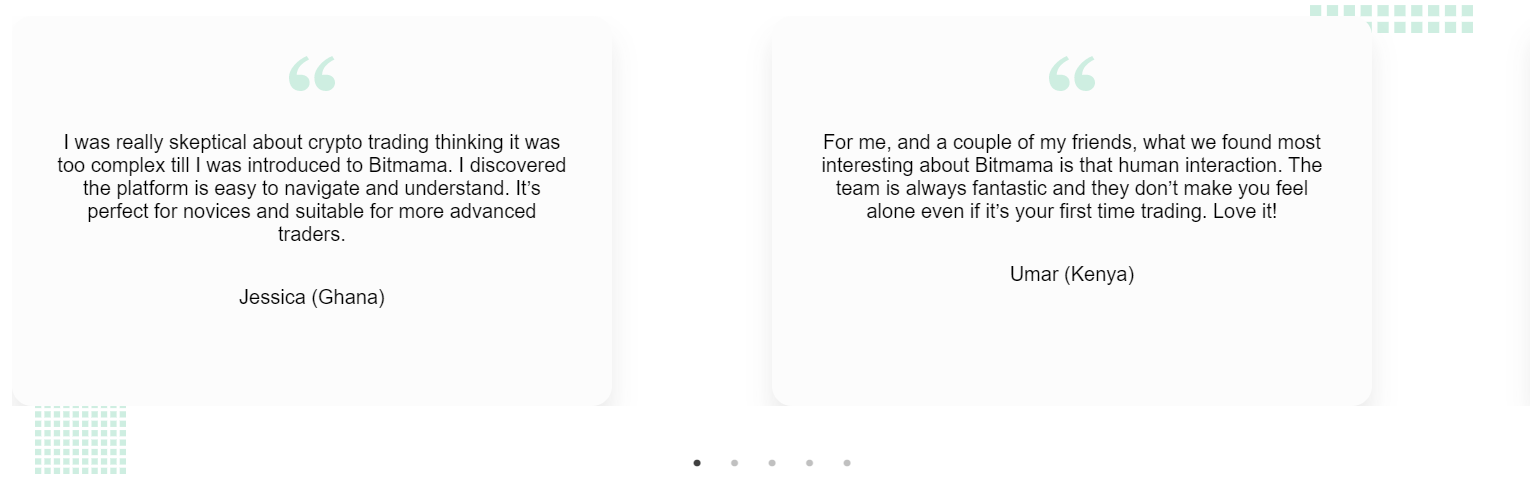 “
I was really skeptical about crypto trading thinking it was
too complex till I was introduced to Bitmama. I discovered
the platform is easy to navigate and understand. It’s
perfect for novices and suitable for more advanced
traders.
Jessica (Ghana)
“
For me, and a couple of my friends, what we found most
interesting about Bitmama is that human interaction. The
team is always fantastic and they don’t make you feel
alone even if it’s your first time trading. Love it!
Umar (Kenya)